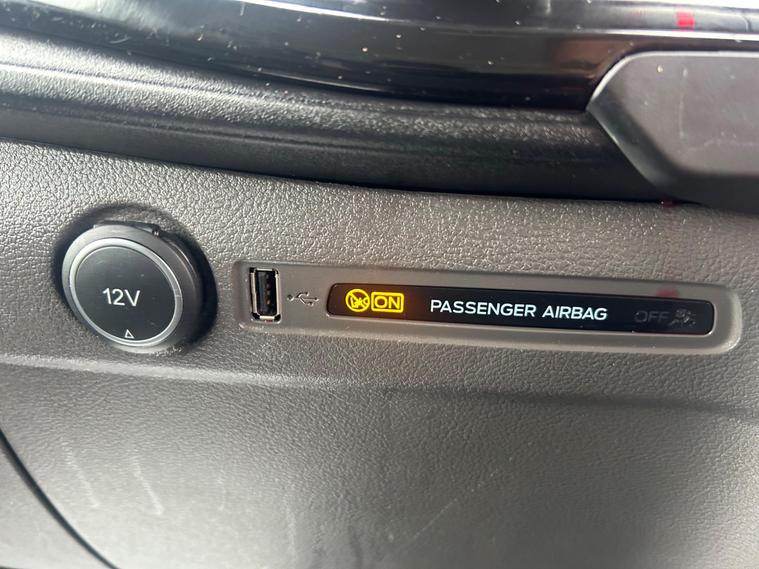 12V
ON PASSENGER AIRBAG OFF